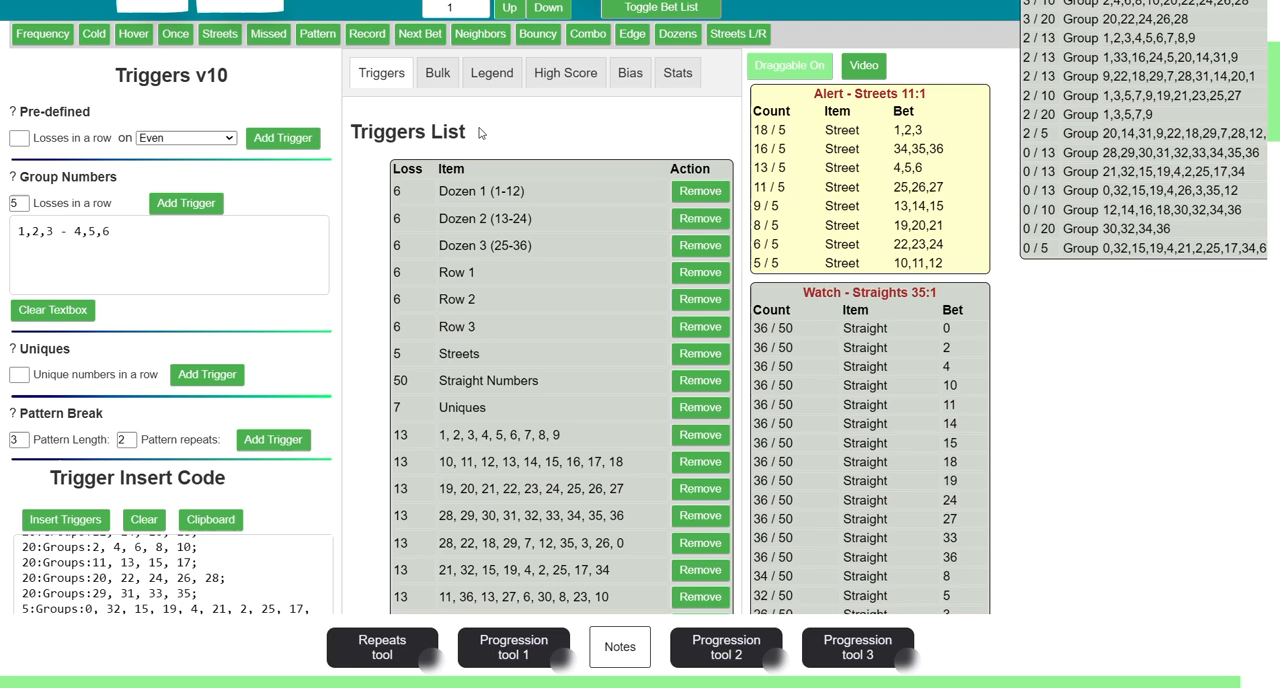 1
Up
Down
Toggle Bet List
Frequency
Cold
Hover
Once
Streets
Missed
Pattern
Record
Next Bet
Neighbors
Bouncy
Combo
Edge
Dozens
Streets L/R
Triggers v10
? Pre-defined
Losses in a row on Even Add Trigger
? Group Numbers
5 Losses in a row Add Trigger
1,2,3 - 4,5,6
Clear Textbox
? Uniques
Unique numbers in a row Add Trigger
? Pattern Break
3 Pattern Length: 2 Pattern repeats: Add Trigger
Trigger Insert Code
Insert Triggers
Clear
Clipboard
20:Groups:2, 4, 6, 8, 10;
20:Groups:11, 13, 15, 17;
20:Groups:20, 22, 24, 26, 28;
20:Groups:29, 31, 33, 35;
5:Groups:0, 32, 15, 19, 4, 21, 2, 25, 17,
Triggers
Bulk
Legend
High Score
Bias
Stats
Triggers List
Loss Item Action
6 Dozen 1 (1-12) Remove
6 Dozen 2 (13-24) Remove
6 Dozen 3 (25-36) Remove
6 Row 1 Remove
6 Row 2 Remove
6 Row 3 Remove
5 Streets Remove
50 Straight Numbers Remove
7 Uniques Remove
13 1, 2, 3, 4, 5, 6, 7, 8, 9 Remove
13 10, 11, 12, 13, 14, 15, 16, 17, 18 Remove
13 19, 20, 21, 22, 23, 24, 25, 26, 27 Remove
13 28, 29, 30, 31, 32, 33, 34, 35, 36 Remove
13 28, 22, 18, 29, 7, 12, 35, 3, 26, 0 Remove
13 21, 32, 15, 19, 4, 2, 25, 17, 34 Remove
13 11, 36, 13, 27, 6, 30, 8, 23, 10 Remove
Draggable On
Video
Alert - Streets 11:1
Count Item Bet
18 / 5 Street 1,2,3
16 / 5 Street 34,35,36
13 / 5 Street 4,5,6
11 / 5 Street 25,26,27
9 / 5 Street 13,14,15
8 / 5 Street 19,20,21
6 / 5 Street 22,23,24
5 / 5 Street 10,11,12
Watch - Straights 35:1
Count Item Bet
36 / 50 Straight 0
36 / 50 Straight 2
36 / 50 Straight 4
36 / 50 Straight 10
36 / 50 Straight 11
36 / 50 Straight 14
36 / 50 Straight 15
36 / 50 Straight 18
36 / 50 Straight 19
36 / 50 Straight 24
36 / 50 Straight 27
36 / 50 Straight 33
36 / 50 Straight 36
34 / 50 Straight 8
32 / 50 Straight 5
3 / 10 Group 2,4,6,8,10,20,22,24,26,28
3 / 20 Group 20,22,24,26,28
2 / 13 Group 1,2,3,4,5,6,7,8,9
2 / 13 Group 1,33,16,24,5,20,14,31,9
2 / 13 Group 9,22,18,29,7,28,31,14,20,1
2 / 10 Group 1,3,5,7,9,19,21,23,25,27
2 / 20 Group 1,3,5,7,9
2 / 5 Group 20,14,31,9,22,18,29,7,28,12,
0 / 13 Group 28,29,30,31,32,33,34,35,36
0 / 13 Group 21,32,15,19,4,2,25,17,34
0 / 13 Group 0,32,15,19,4,26,3,35,12
0 / 10 Group 12,14,16,18,30,32,34,36
0 / 20 Group 30,32,34,36
0 / 5 Group 0,32,15,19,4,21,2,25,17,34,6
Repeats
tool
Progression
tool 1
Notes
Progression
tool 2
Progression
tool 3